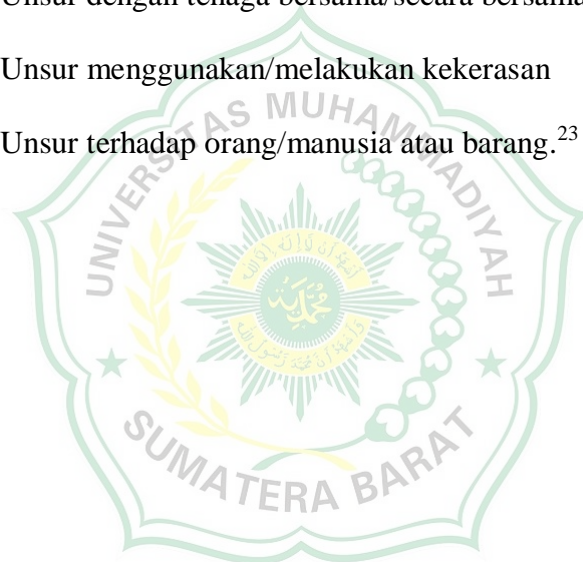 Unsur dengan tenaga bersama/secara bersama
Unsur menggunakan/melakukan kekerasan
Unsur terhadap orang/manusia atau barang.23
UNIVERSITAS MUHAMMADIYAH
SUMATERA BARAT